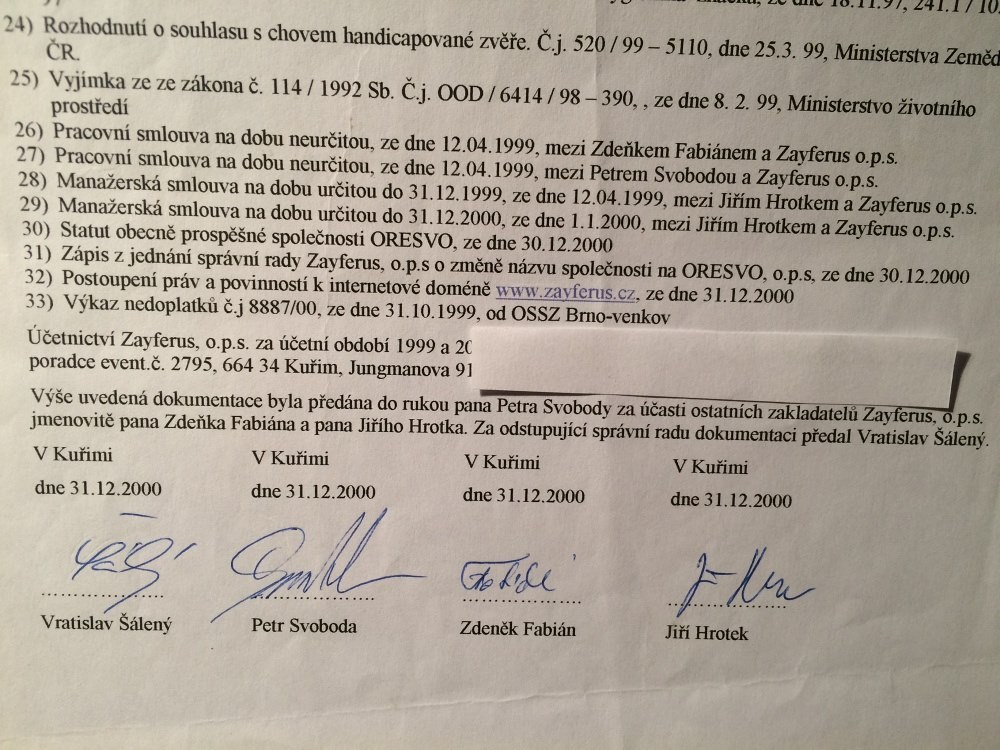 ze dne 18.11.97, 241.1 / 10
24) Rozhodnutí o souhlasu s chovem handicapované zvěře. Č.j. 520 / 99 – 5110, dne 25.3. 99, Ministerstva Zeměd
ČR.
25) Vyjímka ze ze zákona č. 114 / 1992 Sb. Č.j. OOD / 6414 / 98 – 390, , ze dne 8. 2. 99, Ministerstvo životního
prostředí
26) Pracovní smlouva na dobu neurčitou, ze dne 12.04.1999, mezi Zdeňkem Fabiánem a Zayferus o.p.s.
27) Pracovní smlouva na dobu neurčitou, ze dne 12.04.1999, mezi Petrem Svobodou a Zayferus o.p.s.
28) Manažerská smlouva na dobu určitou do 31.12.1999, ze dne 12.04.1999, mezi Jiřím Hrotkem a Zayferus o.p.s.
29) Manažerská smlouva na dobu určitou do 31.12.2000, ze dne 1.1.2000, mezi Jiřím Hrotkem a Zayferus o.p.s.
30) Statut obecně prospěšné společnosti ORESVO, ze dne 30.12.2000
31) Zápis z jednání správní rady Zayferus, o.p.s o změně názvu společnosti na ORESVO, o.p.s, ze dne 30.12.2000
32) Postoupení práv a povinností k internetové doméně www.zayferus.cz, ze dne 31.12.2000
33) Výkaz nedoplatků č.j 8887/00, ze dne 31.10.1999, od OSSZ Brno-venkov
Účetnictví Zayferus, o.p.s. za účetní období 1999 a 20
poradce event.č. 2795, 664 34 Kuřim, Jungmanova 91
Výše uvedená dokumentace byla předána do rukou pana Petra Svobody za účasti ostatních zakladatelů Zayferus, o.p.s.
jmenovitě pana Zdeňka Fabiána a pana Jiřího Hrotka. Za odstupující správní radu dokumentaci předal Vratislav Šálený.
V Kuřimi V Kuřimi V Kuřimi V Kuřimi
dne 31.12.2000 dne 31.12.2000 dne 31.12.2000 dne 31.12.2000
Vratislav Šálený Petr Svoboda Zdeněk Fabián Jiří Hrotek